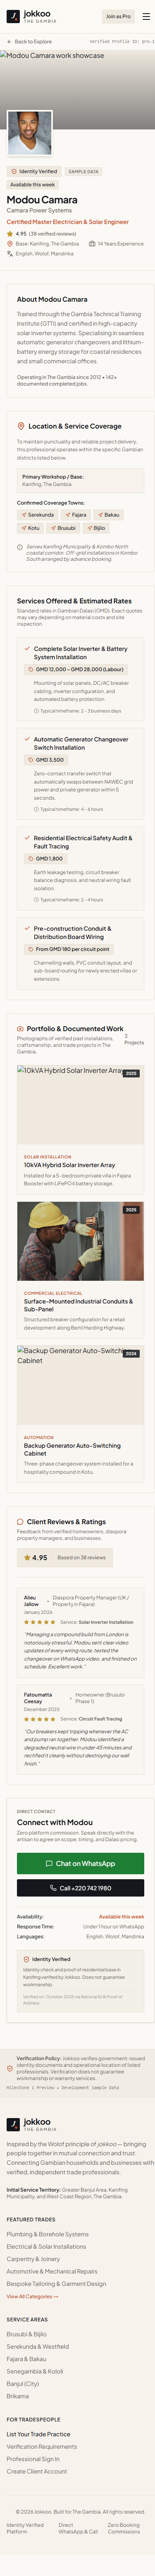 jokkoo
THE GAMBIA
Join as Pro
Back to Explore
Verified Profile ID: pro-1
Modou Camara work showcase
Identity Verified
SAMPLE DATA
Available this week
Modou Camara
Camara Power Systems
Certified Master Electrician & Solar Engineer
4.95 (38 verified reviews)
Base: Kanifing, The Gambia
14 Years Experience
English, Wolof, Mandinka
About Modou Camara
Trained through the Gambia Technical Training
Institute (GTTI) and certified in high-capacity
solar inverter systems. Specialising in seamless
automated generator changeovers, and lithium-
battery energy storage for coastal residences
and small commercial offices.
Operating in The Gambia since 2012 • 142+
documented completed jobs.
Location & Service Coverage
To maintain punctuality and reliable project delivery,
this professional operates within the specific Gambian
districts listed below.
Primary Workshop / Base:
Kanifing, The Gambia
Confirmed Coverage Towns:
Serekunda
Fajara
Bakau
Kotu
Brusubi
Bijilo
Serves Kanifing Municipality & Kombo North
coastal corridor. Off-grid installations in Kombo
South arranged by advance booking.
Services Offered & Estimated Rates
Standard rates in Gambian Dalasi (GMD). Exact quotes
may vary depending on material costs and site
inspection.
Complete Solar Inverter & Battery
System Installation
GMD 12,000 – GMD 28,000 (Labour)
Mounting of solar panels, DC/AC breaker
cabling, inverter configuration, and
automated battery protection.
Typical timeframe: 2 - 3 business days
Automatic Generator Changeover
Switch Installation
GMD 3,500
Zero-contact transfer switch that
automatically swaps between NAWEC grid
and private generator within 5
seconds.
Typical timeframe: 4 - 6 hours
Residential Electrical Safety Audit &
Fault Tracing
GMD 1,800
Earth leakage testing, circuit breaker
balance diagnosis, and neutral wiring fault
isolation.
Typical timeframe: 2 - 4 hours
Pre-construction Conduit &
Distribution Board Wiring
From GMD 180 per circuit point
Channelling walls, PVC conduit layout, and
sub-board grounding for newly erected villas or
extensions.
Portfolio & Documented Work
Photographs of verified past installations,
craftsmanship, and trade projects in The
Gambia.
3
Projects
10kVA Hybrid Solar Inverter Array
2025
SOLAR INSTALLATION
10kVA Hybrid Solar Inverter Array
Installed for a 5-bedroom private villa in Fajara
Booster with LiFePO4 battery storage.
2025
COMMERCIAL ELECTRICAL
Surface-Mounted Industrial Conduits &
Sub-Panel
Structured breaker configuration for a retail
development along Bertil Harding Highway.
Backup Generator Auto-Switching
Cabinet
2024
AUTOMATION
Backup Generator Auto-Switching
Cabinet
Three-phase changeover system installed for a
hospitality compound in Kotu.
Client Reviews & Ratings
Feedback from verified homeowners, diaspora
property managers, and businesses.
4.95
Based on 38 reviews
Alieu
Jallow
• Diaspora Property Manager (UK /
Property in Fajara)
January 2026
Service: Solar Inverter Installation
"Managing a compound build from London is
notoriously stressful. Modou sent clear video
updates of the wiring progress before walls were
closed up, communicated cleanly about the
changeover on WhatsApp video, and finished on
schedule. Excellent work."
Fatoumatta
Ceesay
• Homeowner (Brusubi
Phase 1)
December 2025
Service: Circuit Fault Tracing
"Our breakers kept tripping whenever the AC
and pump ran together. Modou diagnosed a
neutral wire crossover in under 45 minutes and
rectified it cleanly without destroying our wall
finish."
DIRECT CONTACT
Connect with Modou
Zero platform commission. Speak directly with the
artisan to agree on scope, timing, and Dalasi pricing.
Chat on WhatsApp
Call +220 742 1980
Availability: Available this week
Response Time: Under 1 hour on WhatsApp
Languages: English, Wolof, Mandinka
Identity Verified
Identity check and proof of residential base in
Kanifing verified by Jokkoo. Does not guarantee
workmanship.
Verified on: October 2025 via National ID & Proof of
Address
Verification Policy: Jokkoo verifies government-issued
identity documents and operational location of listed
professionals. Verification does not guarantee
workmanship or services.
Milestone 1 Preview • Development Sample Data
jokkoo
THE GAMBIA
Inspired by the Wolof principle of jokkoo — bringing
people together in mutual connection and trust.
Connecting Gambian households and businesses with
vetted, independent trade professionals.
Initial Service Territory: Greater Banjul Area, Kanifing
Municipality, and West Coast Region, The Gambia.
FEATURED TRADES
Plumbing & Borehole Systems
Electrical & Solar Installations
Carpentry & Joinery
Automotive & Mechanical Repairs
Bespoke Tailoring & Garment Design
View All Categories →
SERVICE AREAS
Brusubi & Bijilo
Serekunda & Westfield
Fajara & Bakau
Senegambia & Kololi
Banjul (City)
Brikama
FOR TRADESPEOPLE
List Your Trade Practice
Verification Requirements
Professional Sign In
Create Client Account
© 2026 Jokkoo. Built for The Gambia. All rights reserved.
Identity Verified
Platform
Direct
WhatsApp & Call
Zero Booking
Commissions